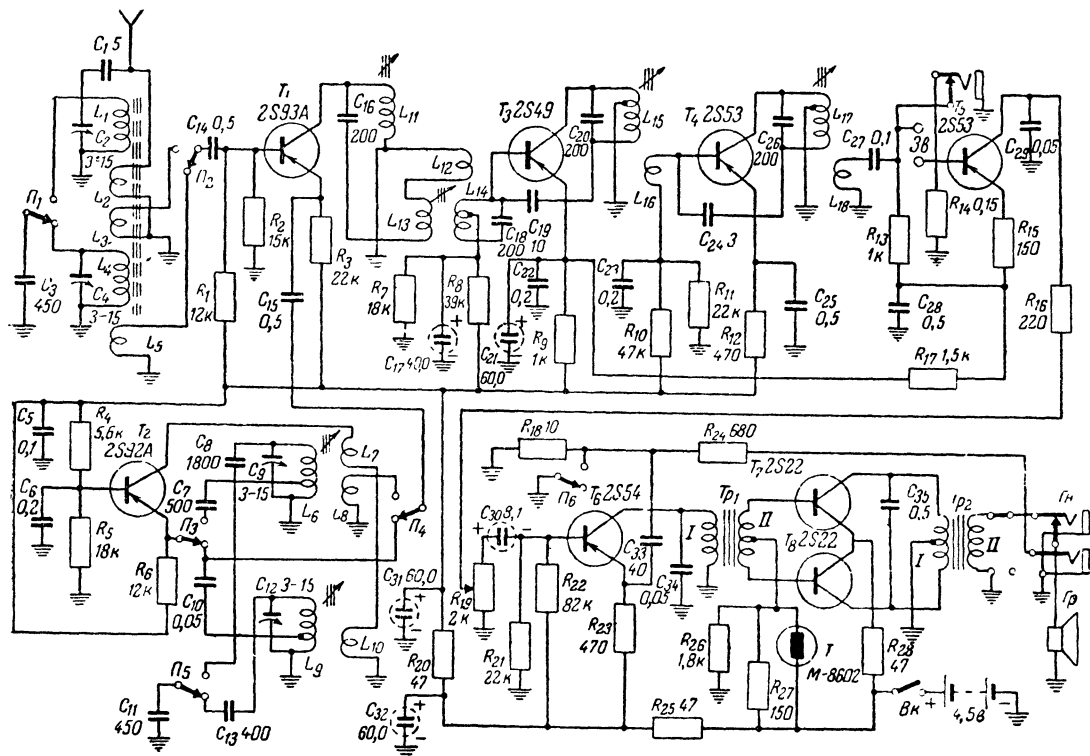 C₁ 5
L₁
C₂
3-15
L₂
П₁
L₃
L₄
C₃
450
C₄
3-15
L₅
П₂
C₁₄ 0,5
T₁
2S93A
R₂
15к
R₁
12к
R₃
22к
C₁₅
0,5
C₁₆
200
L₁₁
L₁₂
L₁₃
L₁₄
C₁₈
200
C₁₉
10
R₇
18к
R₈
39к
C₁₇ 40,0
+
-
T₃ 2S49
C₂₀
200
L₁₅
C₂₂
0,2
C₂₁
60,0
+
-
R₉
1к
C₂₃
0,2
L₁₆
T₄ 2S53
C₂₆
200
C₂₄ 3
R₁₀
47к
R₁₁
22к
R₁₂
470
C₂₅
0,5
L₁₇
L₁₈
C₂₇ 0,1
Зв
T₅
2S53
R₁₃
1к
R₁₄ 0,15
C₂₉ 0,05
R₁₅
150
C₂₈
0,5
R₁₆
220
R₁₇ 1,5к
C₅
0,1
R₄
5,6к
T₂
2S92A
C₆
0,2
R₅
18к
R₆
12к
C₇
500
C₈
1800
C₉
3-15
L₆
L₇
L₈
П₃
П₄
C₁₀
0,05
C₁₂ 3-15
L₉
L₁₀
П₅
C₁₁
450
C₁₃ 400
C₃₁ 60,0
+
-
R₂₀
47
C₃₂
60,0
+
-
R₁₈ 10
П₆
R₂₄ 680
T₆ 2S54
+ C₃₀ 8,1 -
R₁₉
2к
R₂₁
22к
R₂₂
82к
R₂₃
470
C₃₃
40
C₃₄
0,05
I
Тр₁
II
T₇ 2S22
T₈ 2S22
R₂₆
1,8к
R₂₇
150
T
М-8602
R₂₈
47
R₂₅ 47
C₃₅
0,5
I
Тр₂
II
Гн
Гр
Вк
+
4,5в
-